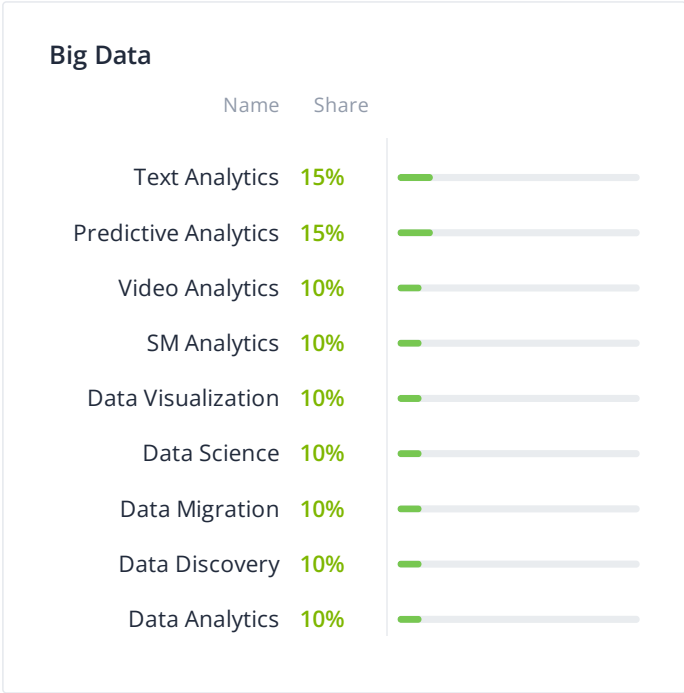 Big Data
Name Share
Text Analytics 15%
Predictive Analytics 15%
Video Analytics 10%
SM Analytics 10%
Data Visualization 10%
Data Science 10%
Data Migration 10%
Data Discovery 10%
Data Analytics 10%